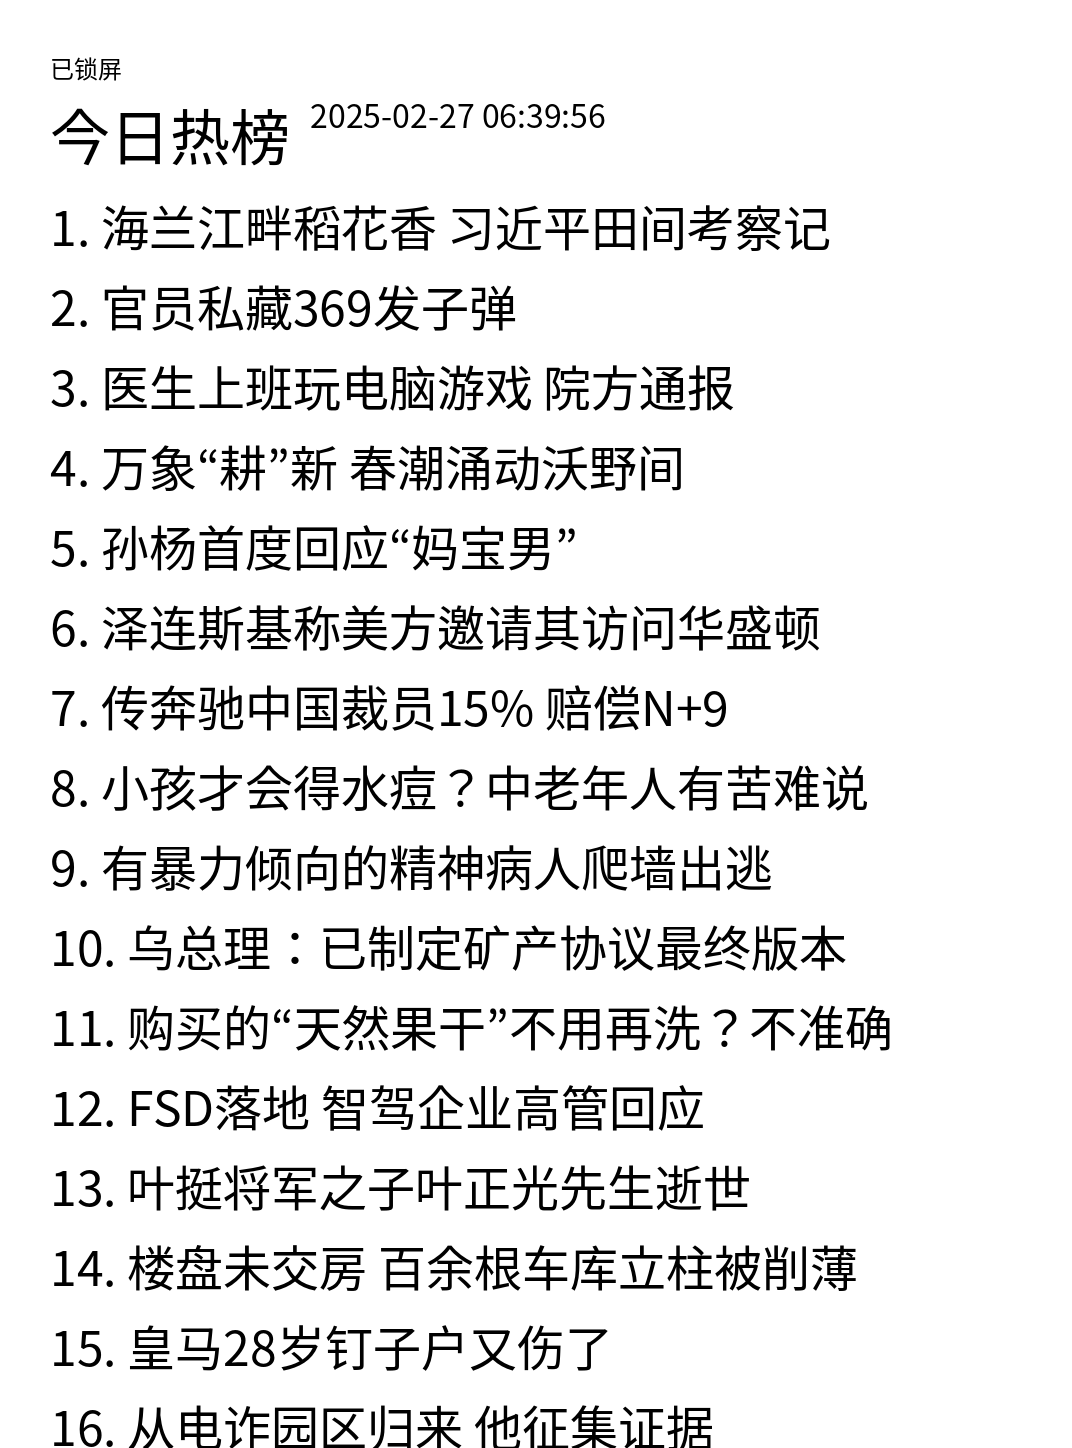 已锁屏
今日热榜 2025-02-27 06:39:56
1. 海兰江畔稻花香 习近平田间考察记
2. 官员私藏369发子弹
3. 医生上班玩电脑游戏 院方通报
4. 万象“耕”新 春潮涌动沃野间
5. 孙杨首度回应“妈宝男”
6. 泽连斯基称美方邀请其访问华盛顿
7. 传奔驰中国裁员15% 赔偿N+9
8. 小孩才会得水痘？中老年人有苦难说
9. 有暴力倾向的精神病人爬墙出逃
10. 乌总理：已制定矿产协议最终版本
11. 购买的“天然果干”不用再洗？不准确
12. FSD落地 智驾企业高管回应
13. 叶挺将军之子叶正光先生逝世
14. 楼盘未交房 百余根车库立柱被削薄
15. 皇马28岁钉子户又伤了
16. 从电诈园区归来 他征集证据